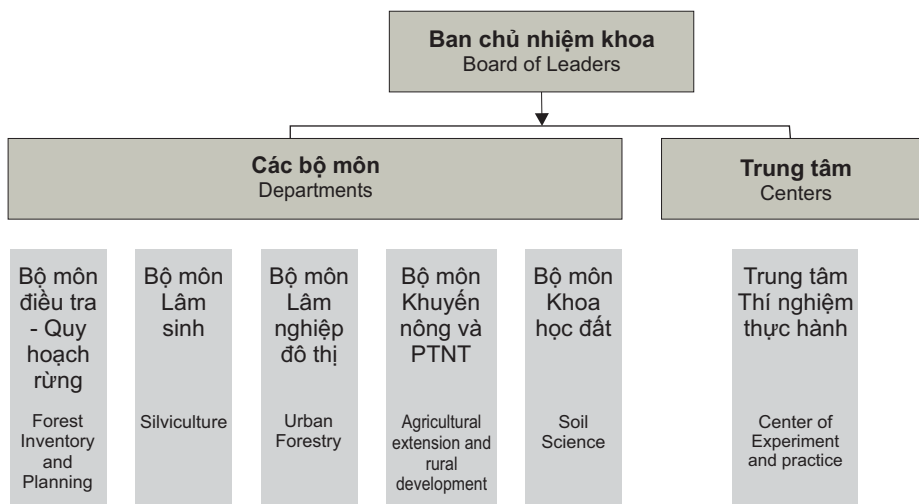 Ban chủ nhiệm khoa
Board of Leaders
Các bộ môn
Departments
Trung tâm
Centers
Bộ môn
điều tra
- Quy
hoạch
rừng
Forest
Inventory
and
Planning
Bộ môn
Lâm
sinh
Silviculture
Bộ môn
Lâm
nghiệp
đô thị
Urban
Forestry
Bộ môn
Khuyến
nông và
PTNT
Agricultural
extension and
rural
development
Bộ môn
Khoa
học đất
Soil
Science
Trung tâm
Thí nghiệm
thực hành
Center of
Experiment
and practice